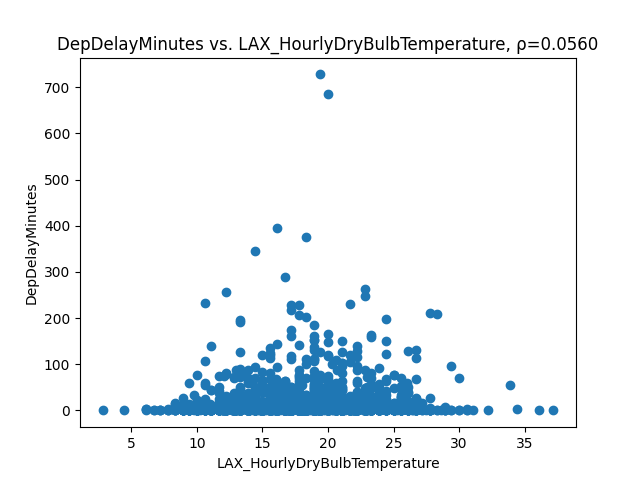 DepDelayMinutes vs. LAX_HourlyDryBulbTemperature, ρ=0.0560
700
600
500
400
300
200
100
0
DepDelayMinutes
5 10 15 20 25 30 35
LAX_HourlyDryBulbTemperature